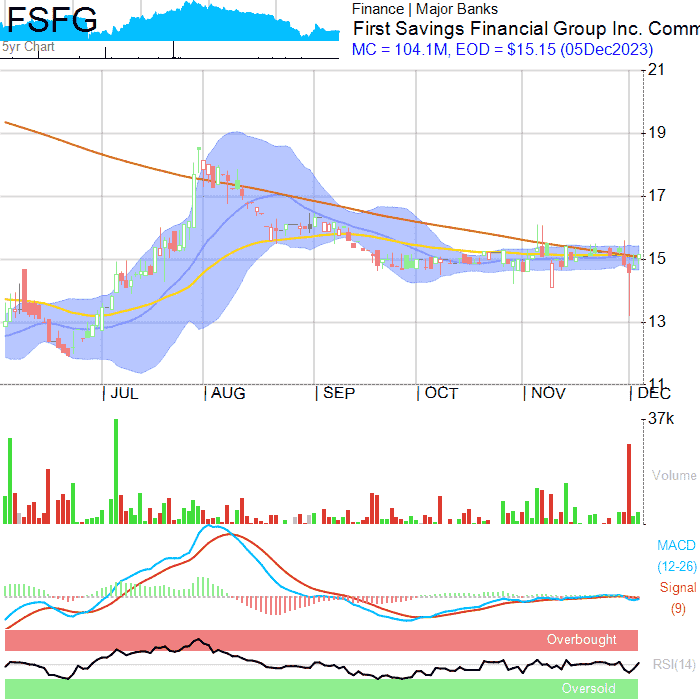 FSFG
5yr Chart
Finance | Major Banks
First Savings Financial Group Inc. Comm
MC = 104.1M, EOD = $15.15 (05Dec2023)
21
19
17
15
13
11
JUL AUG SEP OCT NOV DEC
37k
Volume
MACD
(12-26)
Signal
(9)
Overbought
RSI(14)
Oversold